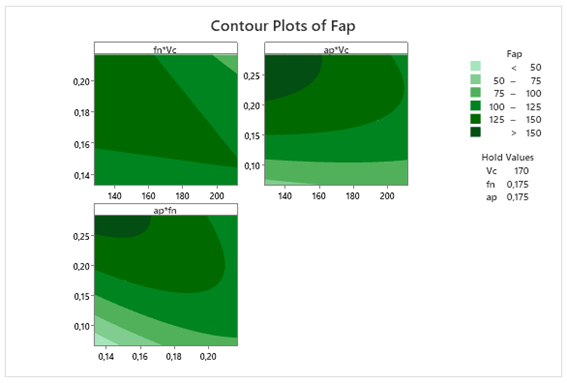 Contour Plots of Fap
fn*Vc
0,20
0,18
0,16
0,14
140 160 180 200
ap*Vc
0,25
0,20
0,15
0,10
140 160 180 200
ap*fn
0,25
0,20
0,15
0,10
0,14 0,16 0,18 0,20
Fap
< 50
50 – 75
75 – 100
100 – 125
125 – 150
> 150
Hold Values
Vc 170
fn 0,175
ap 0,175